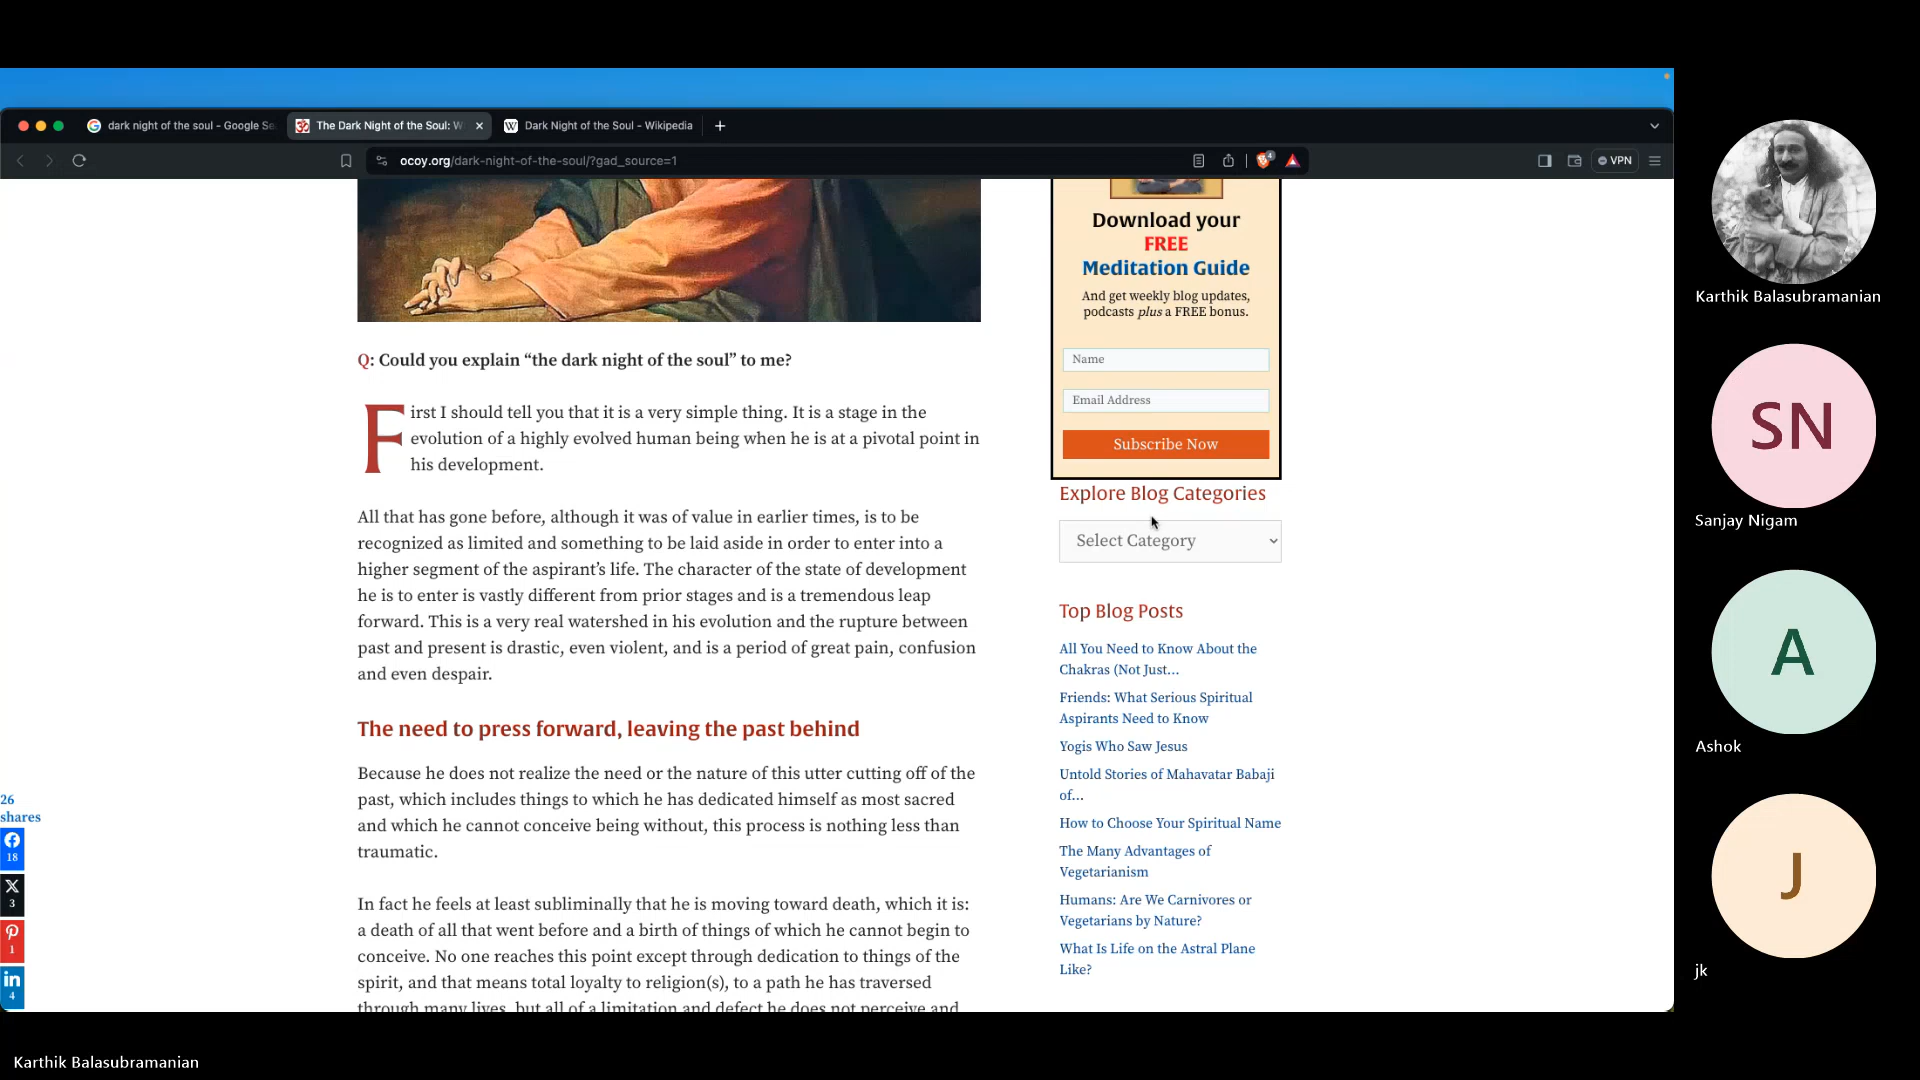 dark night of the soul - Google Se
The Dark Night of the Soul: W
Dark Night of the Soul - Wikipedia
ocoy.org/dark-night-of-the-soul/?gad_source=1
4
VPN
Q: Could you explain “the dark night of the soul” to me?
First I should tell you that it is a very simple thing. It is a stage in the
evolution of a highly evolved human being when he is at a pivotal point in
his development.
All that has gone before, although it was of value in earlier times, is to be
recognized as limited and something to be laid aside in order to enter into a
higher segment of the aspirant’s life. The character of the state of development
he is to enter is vastly different from prior stages and is a tremendous leap
forward. This is a very real watershed in his evolution and the rupture between
past and present is drastic, even violent, and is a period of great pain, confusion
and even despair.
The need to press forward, leaving the past behind
Because he does not realize the need or the nature of this utter cutting off of the
past, which includes things to which he has dedicated himself as most sacred
and which he cannot conceive being without, this process is nothing less than
traumatic.
In fact he feels at least subliminally that he is moving toward death, which it is:
a death of all that went before and a birth of things of which he cannot begin to
conceive. No one reaches this point except through dedication to things of the
spirit, and that means total loyalty to religion(s), to a path he has traversed
through many lives, but all of a limitation and defect he does not perceive and
26
shares
18
3
1
4
Download your
FREE
Meditation Guide
And get weekly blog updates,
podcasts plus a FREE bonus.
Name
Email Address
Subscribe Now
Explore Blog Categories
Select Category
Top Blog Posts
All You Need to Know About the
Chakras (Not Just…
Friends: What Serious Spiritual
Aspirants Need to Know
Yogis Who Saw Jesus
Untold Stories of Mahavatar Babaji
of…
How to Choose Your Spiritual Name
The Many Advantages of
Vegetarianism
Humans: Are We Carnivores or
Vegetarians by Nature?
What Is Life on the Astral Plane
Like?
Karthik Balasubramanian
SN
Sanjay Nigam
A
Ashok
J
jk
Karthik Balasubramanian